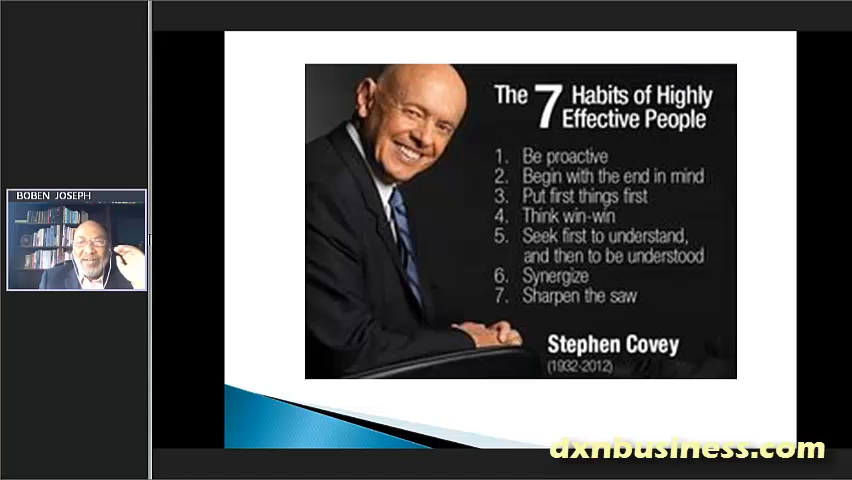 BOBEN JOSEPH
The 7 Habits of Highly
Effective People
1. Be proactive
2. Begin with the end in mind
3. Put first things first
4. Think win-win
5. Seek first to understand,
and then to be understood
6. Synergize
7. Sharpen the saw
Stephen Covey
(1932-2012)
dxnbusiness.com